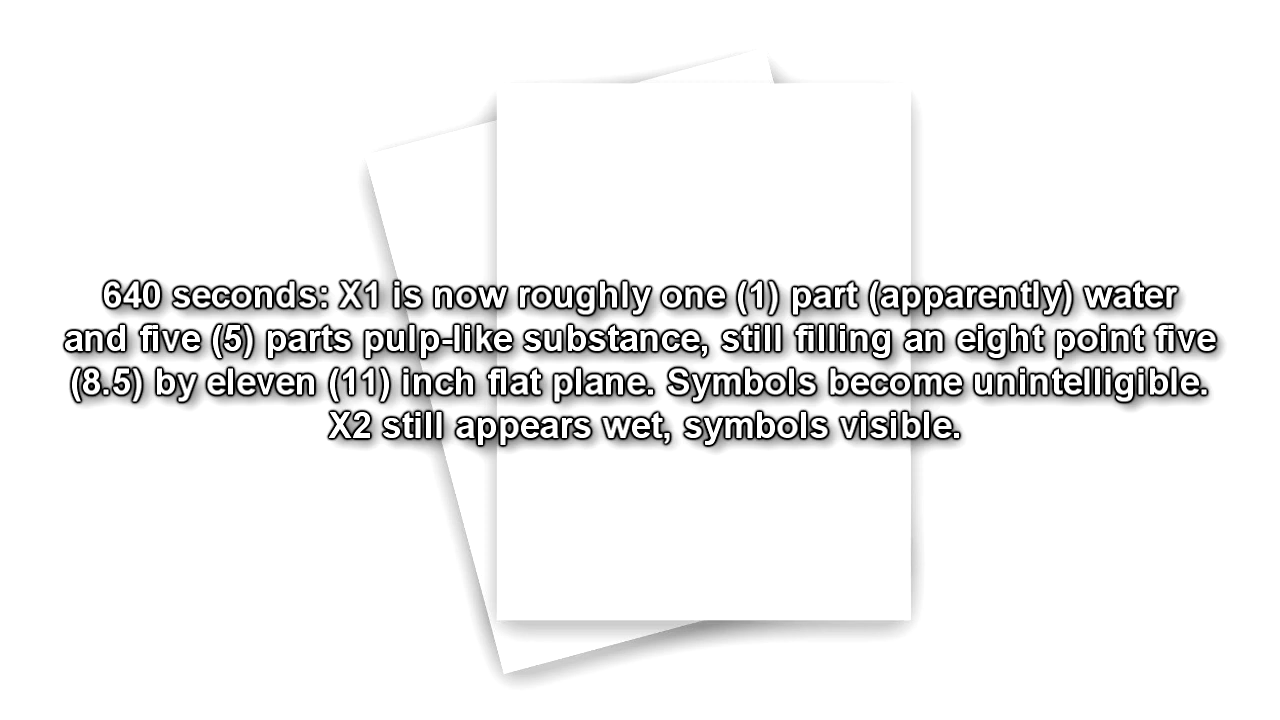 640 seconds: X1 is now roughly one (1) part (apparently) water
and five (5) parts pulp-like substance, still filling an eight point five
(8.5) by eleven (11) inch flat plane. Symbols become unintelligible.
X2 still appears wet, symbols visible.